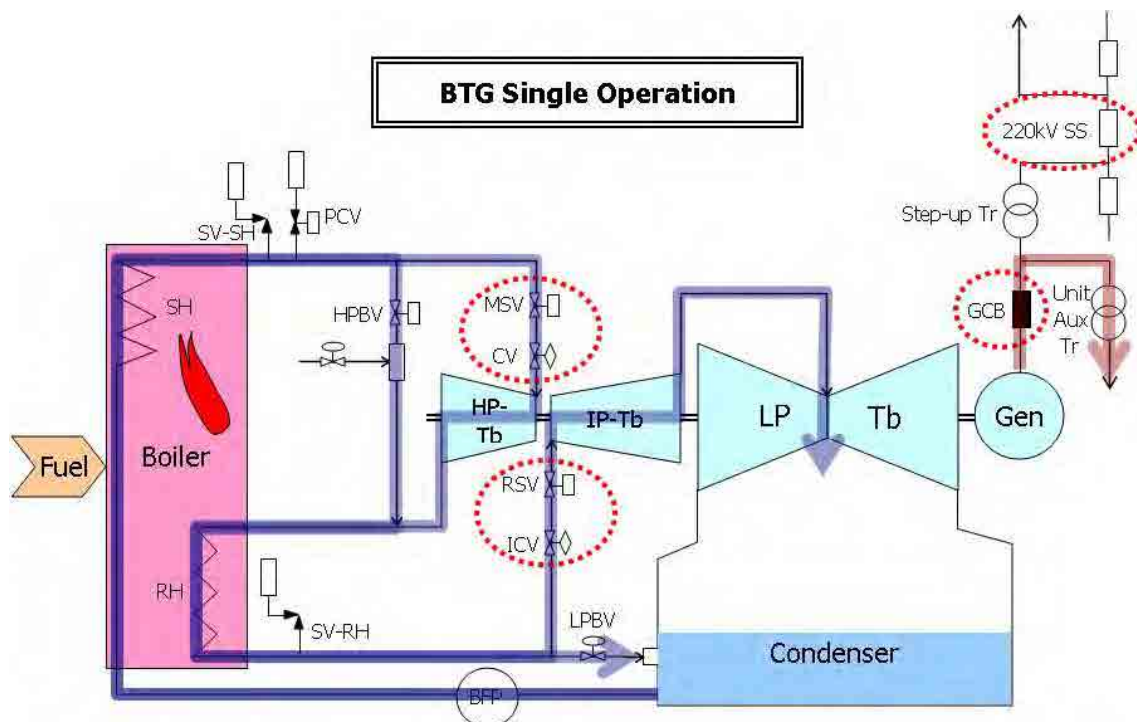 BTG Single Operation
220kV SS
Step-up Tr
PCV
SV-SH
SH
HPBV
MSV
CV
GCB
Unit
Aux
Tr
HP-
Tb
IP-Tb
LP
Tb
Gen
Fuel
Boiler
RSV
ICV
RH
SV-RH
LPBV
Condenser
BFP